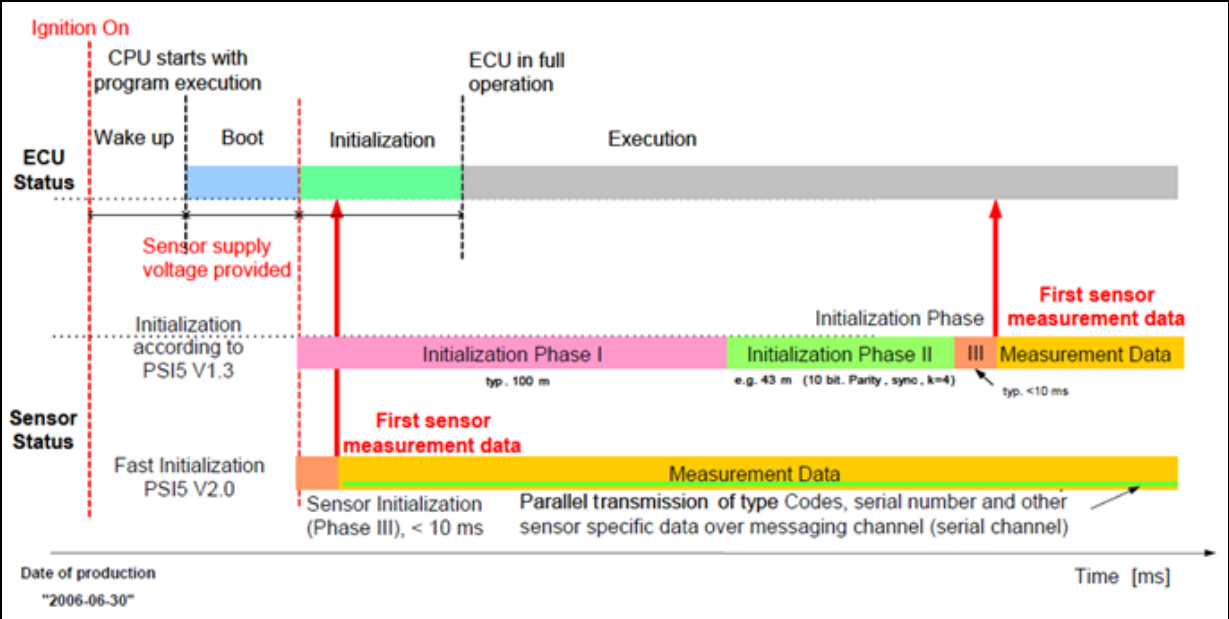 Ignition On
CPU starts with
program execution
ECU in full
operation
Wake up
Boot
Initialization
Execution
ECU
Status
Sensor supply
voltage provided
First sensor
measurement data
Initialization Phase
Initialization
according to
PSI5 V1.3
Initialization Phase I
Initialization Phase II
III
Measurement Data
typ. 100 m
e.g. 43 m (10 bit. Parity, sync, k=4)
typ. <10 ms
Sensor
Status
First sensor
measurement data
Fast Initialization
PSI5 V2.0
Measurement Data
Sensor Initialization
(Phase III), < 10 ms
Parallel transmission of type Codes, serial number and other
sensor specific data over messaging channel (serial channel)
Date of production
"2006-06-30"
Time [ms]